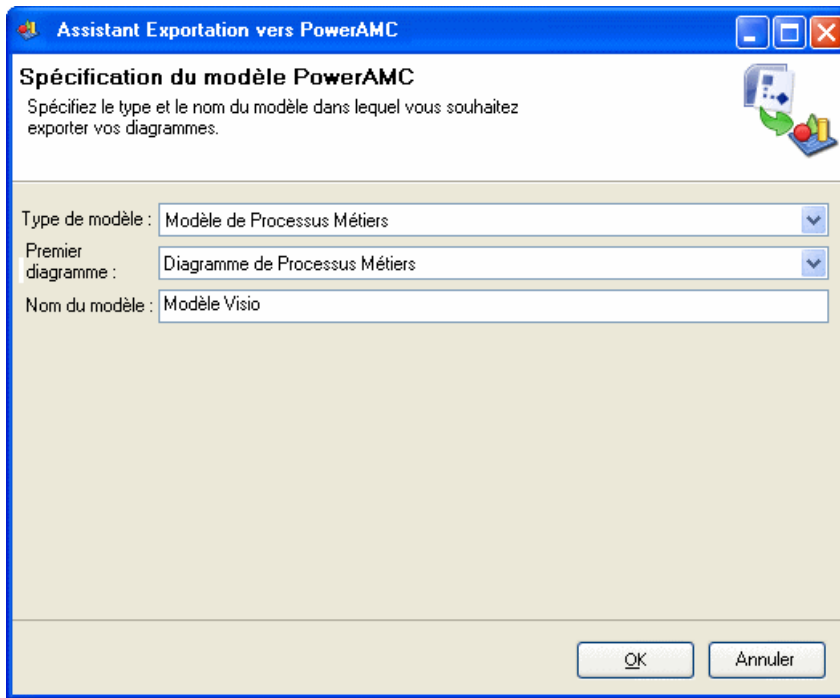 Assistant Exportation vers PowerAMC
Spécification du modèle PowerAMC
Spécifiez le type et le nom du modèle dans lequel vous souhaitez
exporter vos diagrammes.
Type de modèle : Modèle de Processus Métiers
Premier
diagramme : Diagramme de Processus Métiers
Nom du modèle : Modèle Visio
OK Annuler